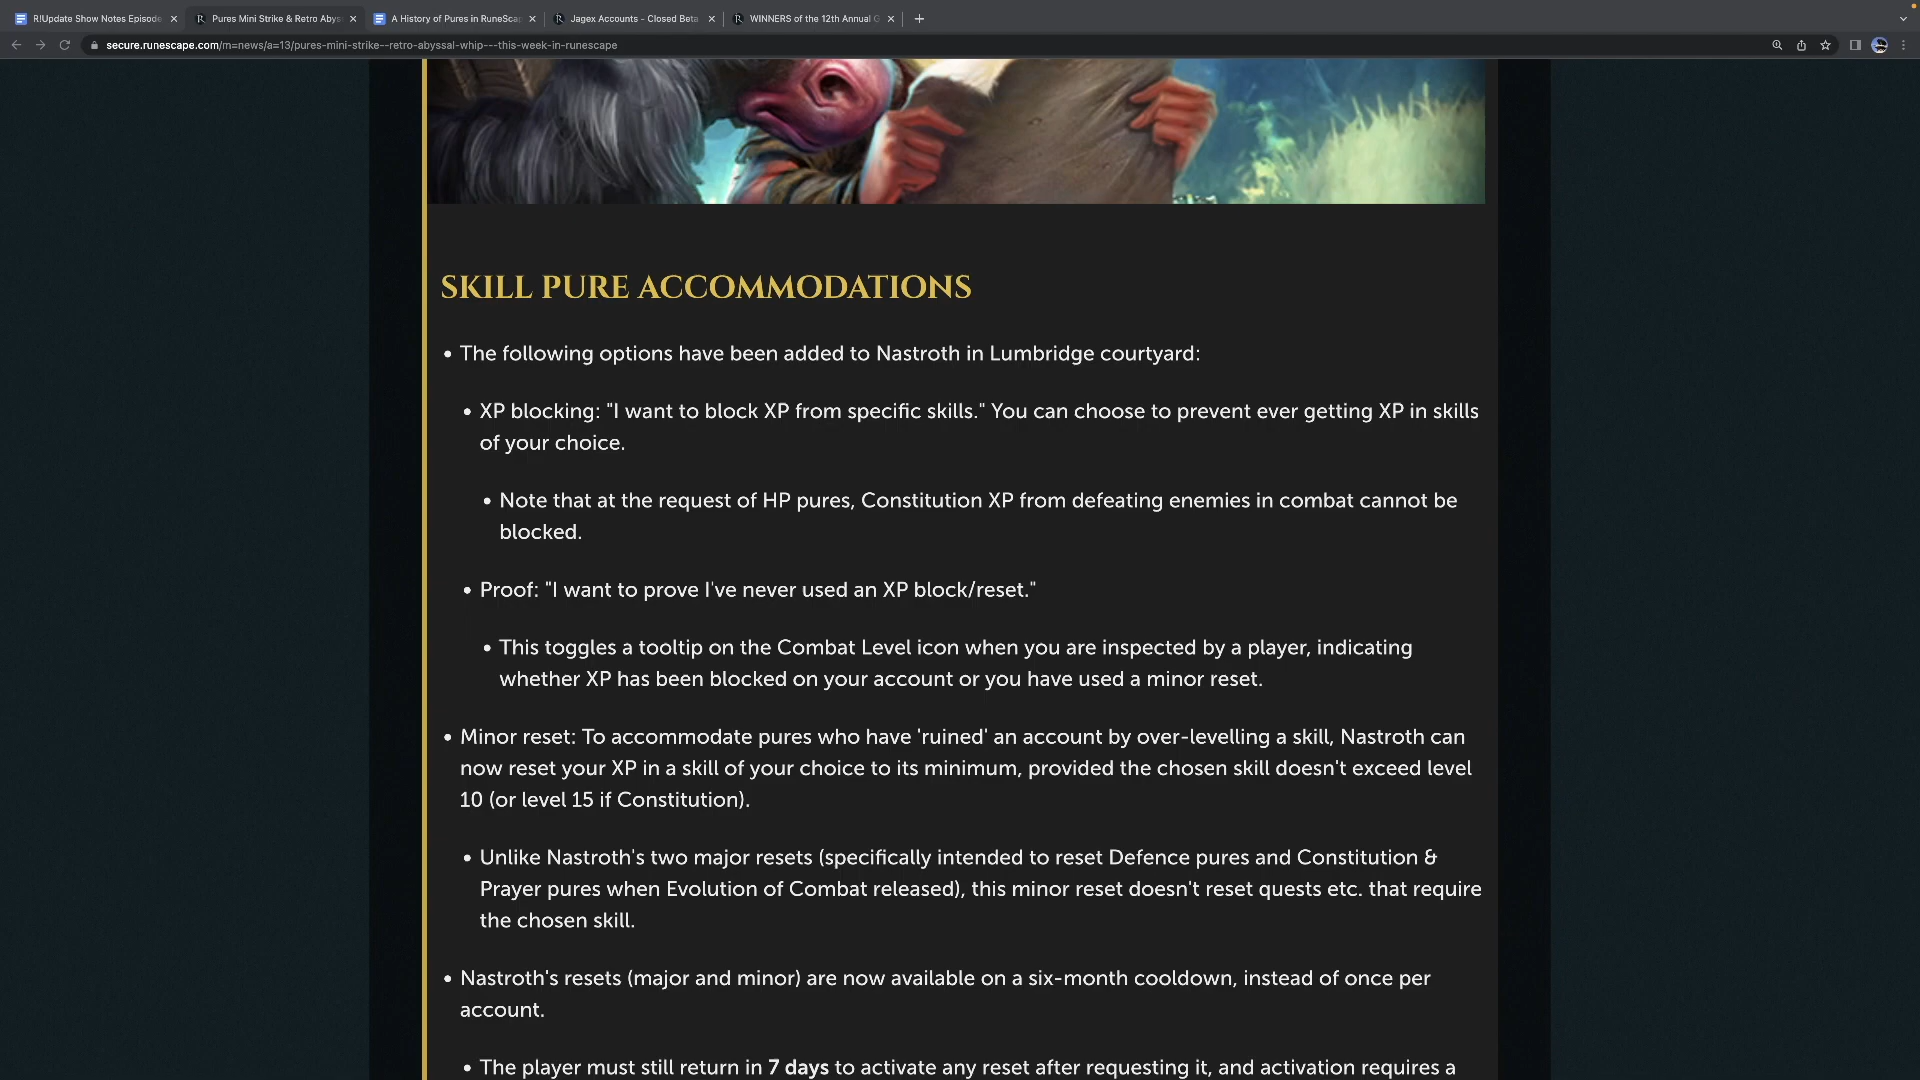 R!Update Show Notes Episode
Pures Mini Strike & Retro Abys
A History of Pures in RuneScap
Jagex Accounts - Closed Beta
WINNERS of the 12th Annual G
secure.runescape.com/m=news/a=13/pures-mini-strike--retro-abyssal-whip---this-week-in-runescape
SKILL PURE ACCOMMODATIONS
• The following options have been added to Nastroth in Lumbridge courtyard:
• XP blocking: "I want to block XP from specific skills." You can choose to prevent ever getting XP in skills
of your choice.
• Note that at the request of HP pures, Constitution XP from defeating enemies in combat cannot be
blocked.
• Proof: "I want to prove I've never used an XP block/reset."
• This toggles a tooltip on the Combat Level icon when you are inspected by a player, indicating
whether XP has been blocked on your account or you have used a minor reset.
• Minor reset: To accommodate pures who have 'ruined' an account by over-levelling a skill, Nastroth can
now reset your XP in a skill of your choice to its minimum, provided the chosen skill doesn't exceed level
10 (or level 15 if Constitution).
• Unlike Nastroth's two major resets (specifically intended to reset Defence pures and Constitution &
Prayer pures when Evolution of Combat released), this minor reset doesn't reset quests etc. that require
the chosen skill.
• Nastroth's resets (major and minor) are now available on a six-month cooldown, instead of once per
account.
• The player must still return in 7 days to activate any reset after requesting it, and activation requires a